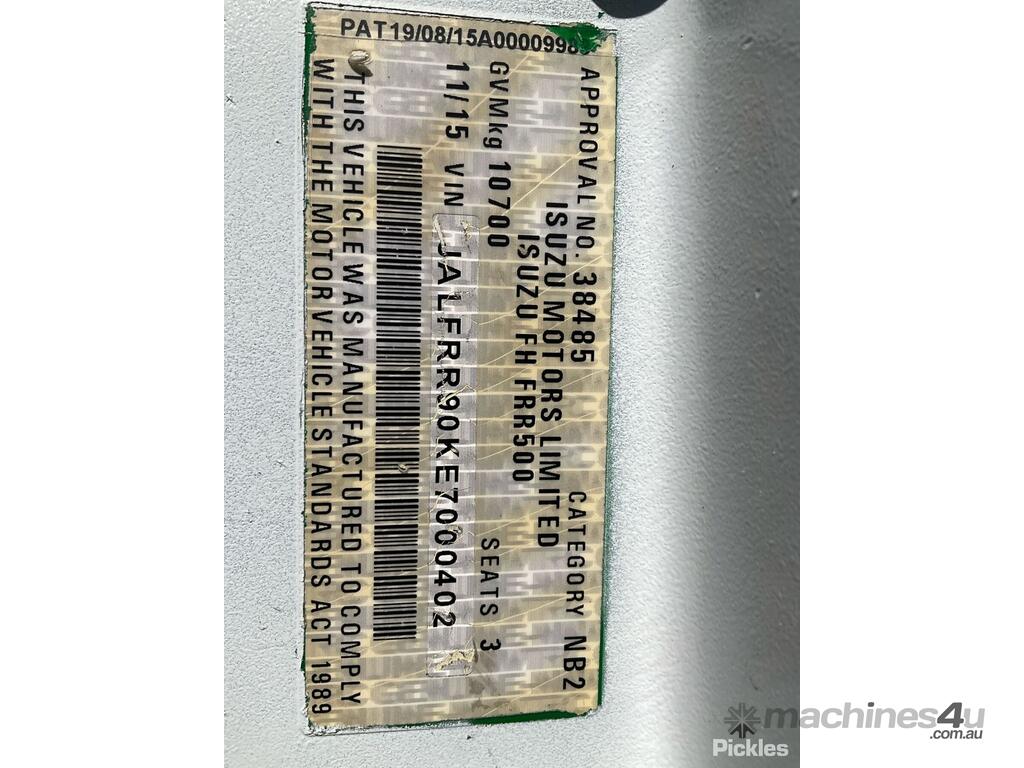 PAT19/08/15A0000998
APPROVAL NO. 38485 CATEGORY NB2
ISUZU MOTORS LIMITED
ISUZU FH FRR500
GVMkg 10700 SEATS 3
11/15 VIN JALFRR90KE7000402
THIS VEHICLE WAS MANUFACTURED TO COMPLY
WITH THE MOTOR VEHICLE STANDARDS ACT 1989
machines4u
.com.au
Pickles